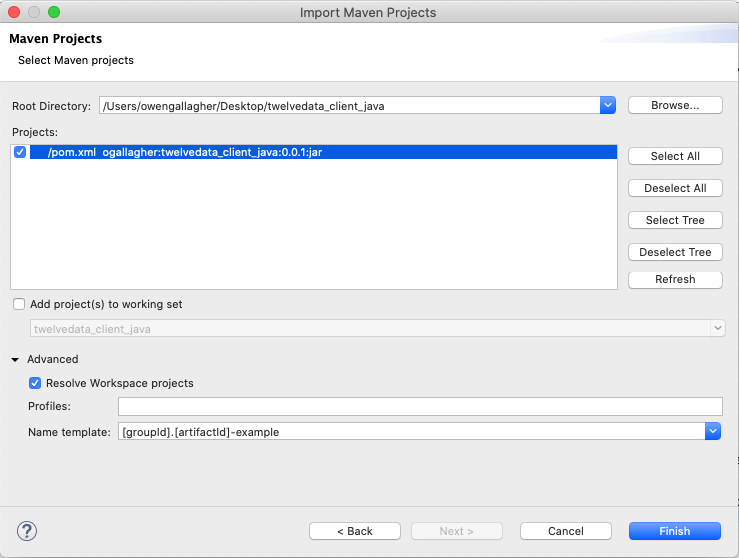 Import Maven Projects
Maven Projects
Select Maven projects
Root Directory: /Users/owengallagher/Desktop/twelvedata_client_java Browse...
Projects:
/pom.xml ogallagher:twelvedata_client_java:0.0.1:jar
Select All
Deselect All
Select Tree
Deselect Tree
Refresh
Add project(s) to working set
twelvedata_client_java
Advanced
Resolve Workspace projects
Profiles:
Name template: [groupId].[artifactId]-example
? < Back Next > Cancel Finish